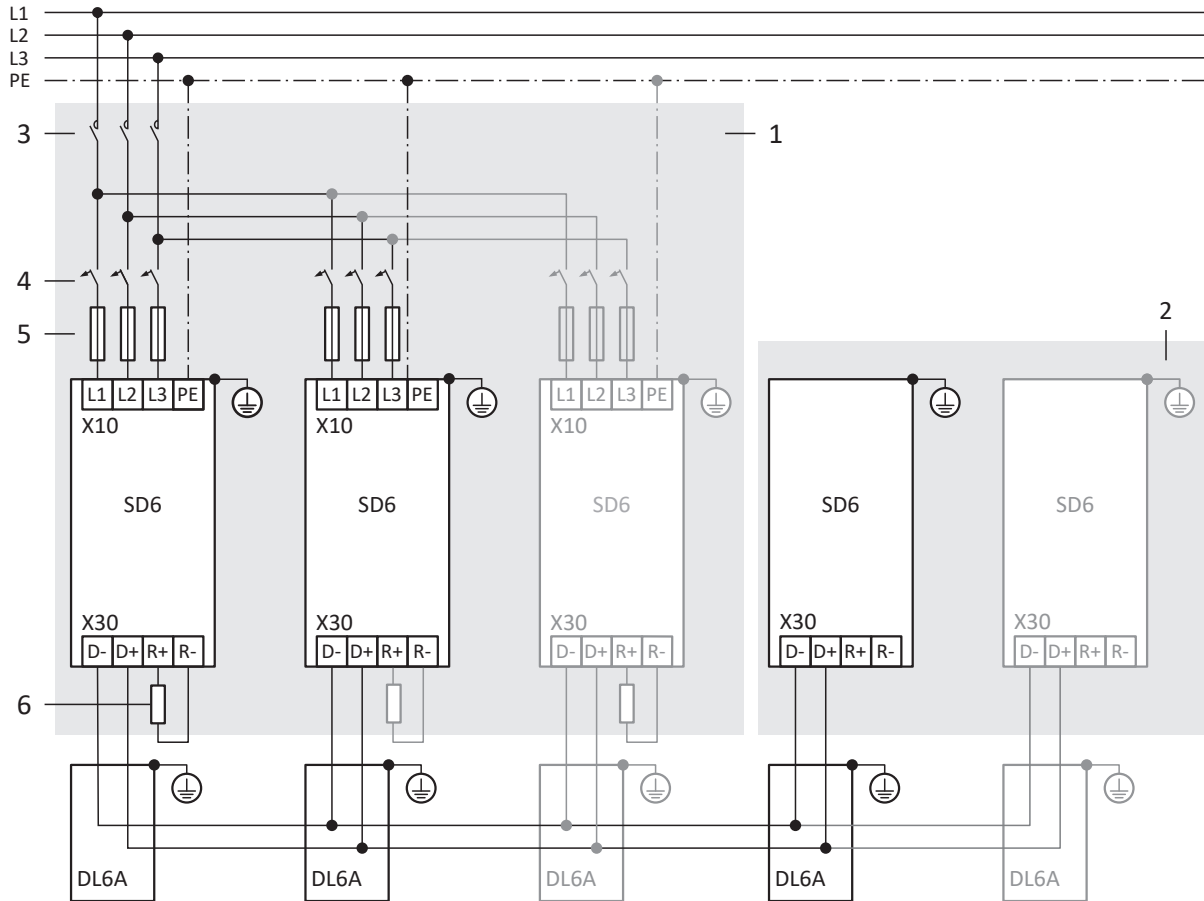 L1
L2
L3
PE
3
1
4
5
2
L1 L2 L3 PE
L1 L2 L3 PE
L1 L2 L3 PE
X10
X10
X10
SD6
SD6
SD6
SD6
SD6
X30
X30
X30
X30
X30
D- D+ R+ R-
D- D+ R+ R-
D- D+ R+ R-
D- D+ R+ R-
D- D+ R+ R-
6
DL6A
DL6A
DL6A
DL6A
DL6A